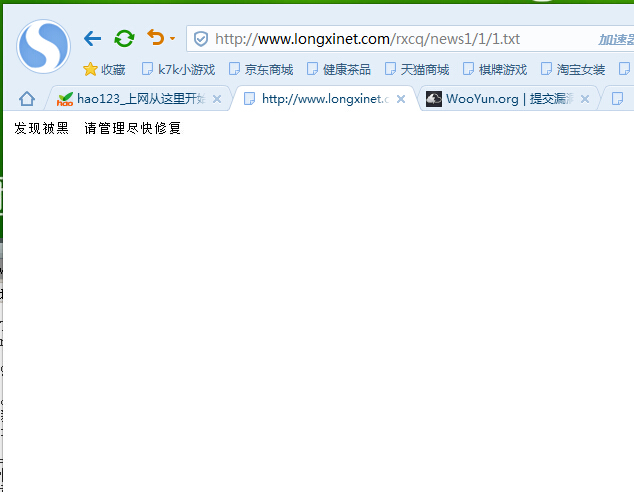 http://www.longxinet.com/rxcq/news1/1/1.txt
加速器
收藏 k7k小游戏 京东商城 健康茶品 天猫商城 棋牌游戏 淘宝女装
hao123_上网从这里开始 http://www.longxinet.c WooYun.org | 提交漏洞
发现被黑 请管理尽快修复